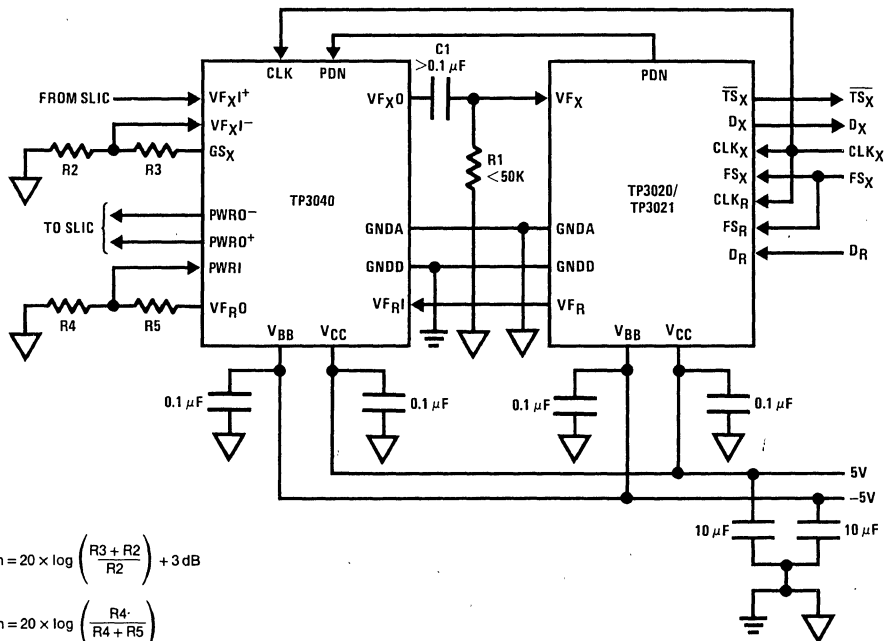 C1
>0.1 μF
CLK PDN
PDN
FROM SLIC
VFXI+
VFXO
VFX
TSX
TSX
VFXI−
DX
DX
R2 R3
GSX
CLKX
CLKX
R1
<50K
FSX
FSX
TP3040
TP3020/
TP3021
CLKR
TO SLIC
PWRO−
PWRO+
GNDA
GNDA
FSR
PWRI
GNDD
GNDD
DR
DR
R4 R5
VFRO
VFRI
VFR
VBB VCC
VBB VCC
0.1 μF
0.1 μF
0.1 μF
0.1 μF
5V
−5V
10 μF
10 μF
n = 20 × log (R3 + R2 / R2) + 3 dB
n = 20 × log (R4 / R4 + R5)